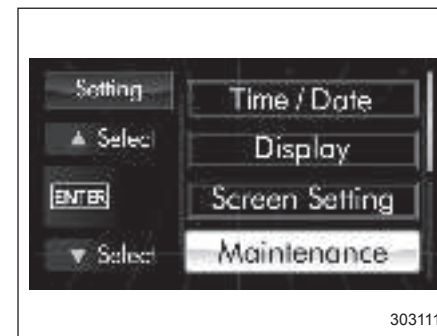 Setting
▲ Select
ENTER
▼ Select
Time / Date
Display
Screen Setting
Maintenance
303111